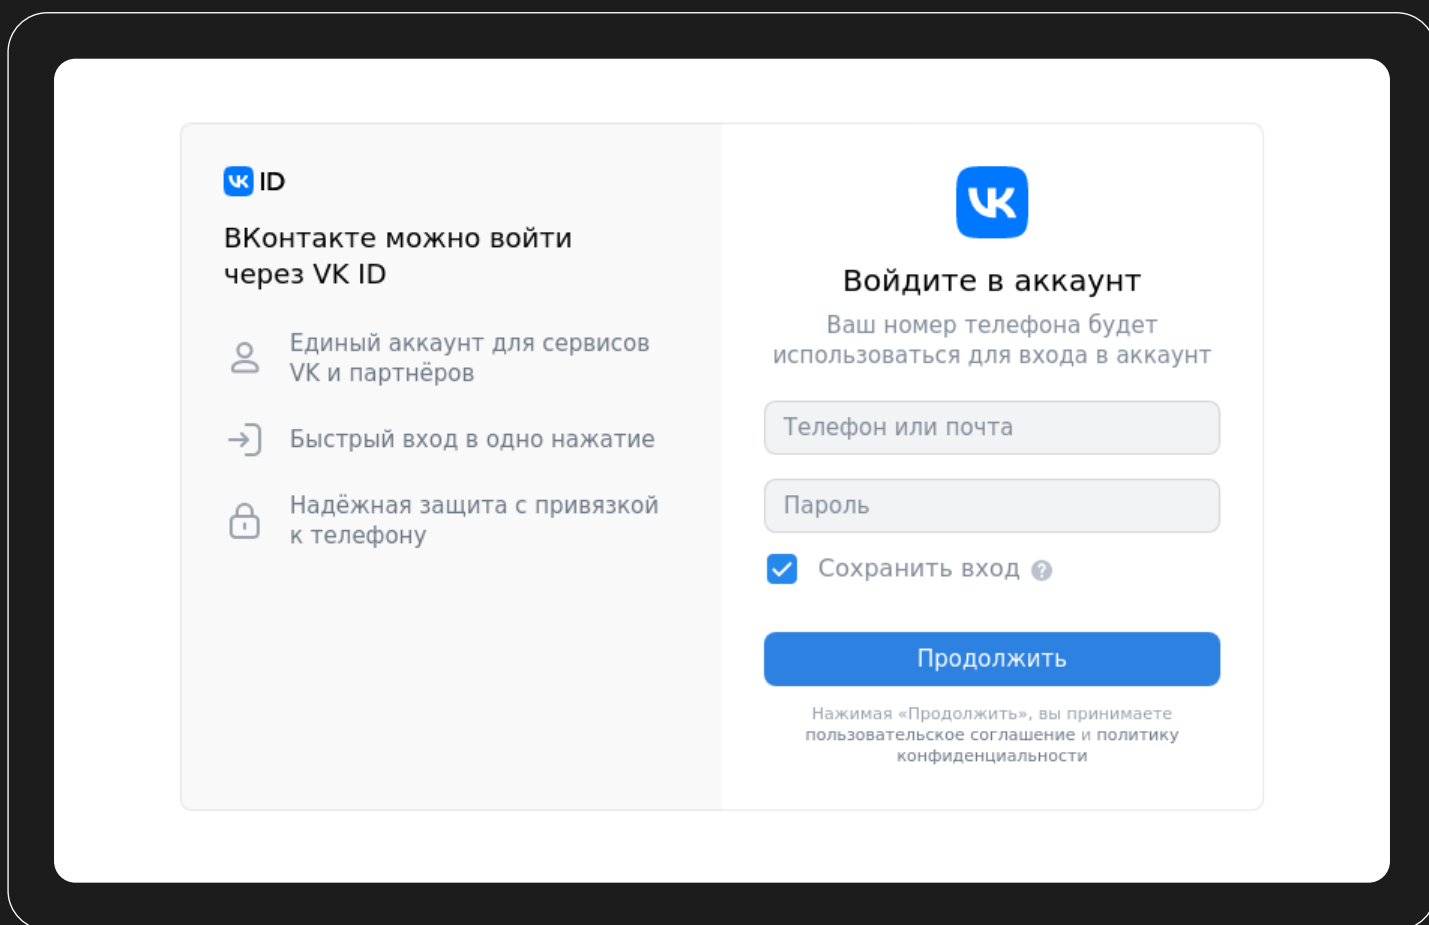 VK ID
ВКонтакте можно войти
через VK ID
Единый аккаунт для сервисов
VK и партнёров
Быстрый вход в одно нажатие
Надёжная защита с привязкой
к телефону
VK
Войдите в аккаунт
Ваш номер телефона будет
использоваться для входа в аккаунт
Телефон или почта
Пароль
Сохранить вход ?
Продолжить
Нажимая «Продолжить», вы принимаете
пользовательское соглашение и политику
конфиденциальности